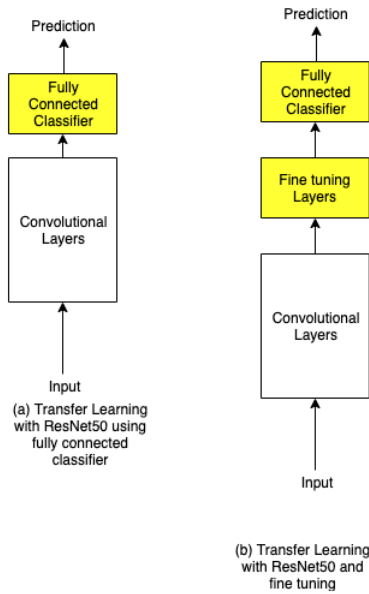 Prediction
Fully
Connected
Classifier
Convolutional
Layers
Input
(a) Transfer Learning
with ResNet50 using
fully connected
classifier
Prediction
Fully
Connected
Classifier
Fine tuning
Layers
Convolutional
Layers
Input
(b) Transfer Learning
with ResNet50 and
fine tuning